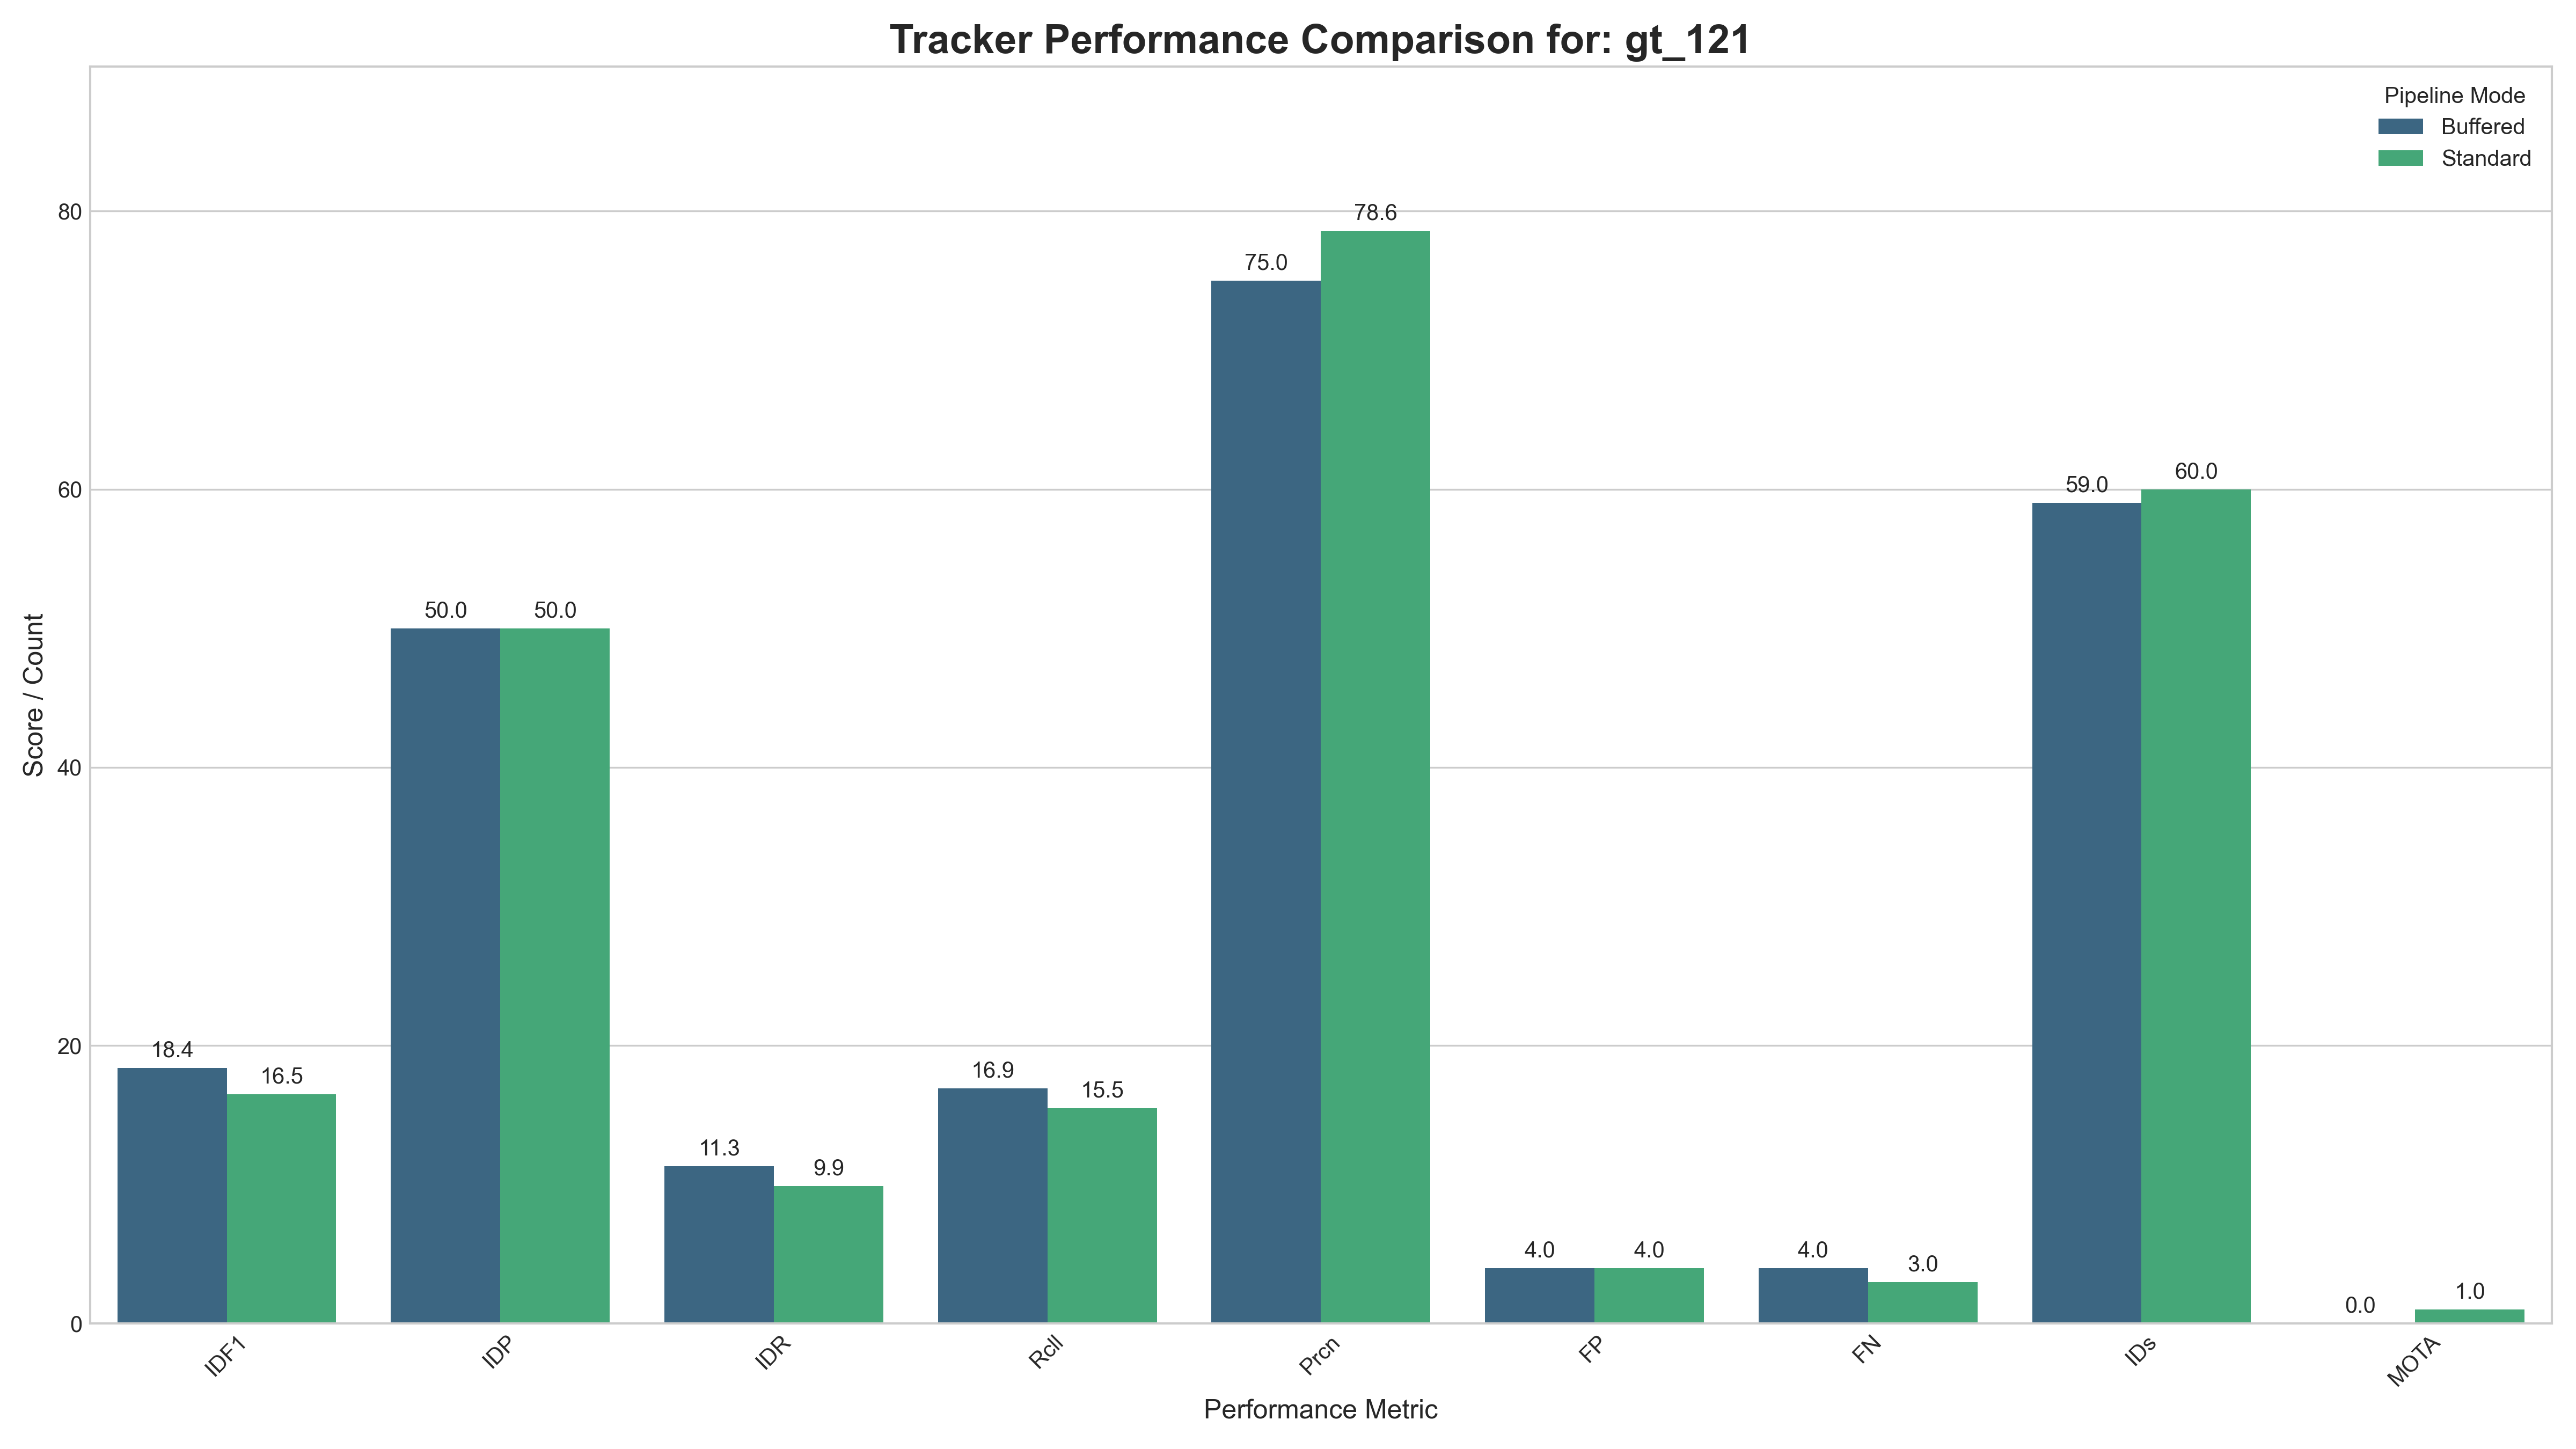 Tracker Performance Comparison for: gt_121
Pipeline Mode
Buffered
Standard
Score / Count
80
60
40
20
0
18.4
16.5
50.0
50.0
11.3
9.9
16.9
15.5
75.0
78.6
4.0
4.0
4.0
3.0
59.0
60.0
0.0
1.0
IDF1
IDP
IDR
Rcll
Prcn
FP
FN
IDs
MOTA
Performance Metric